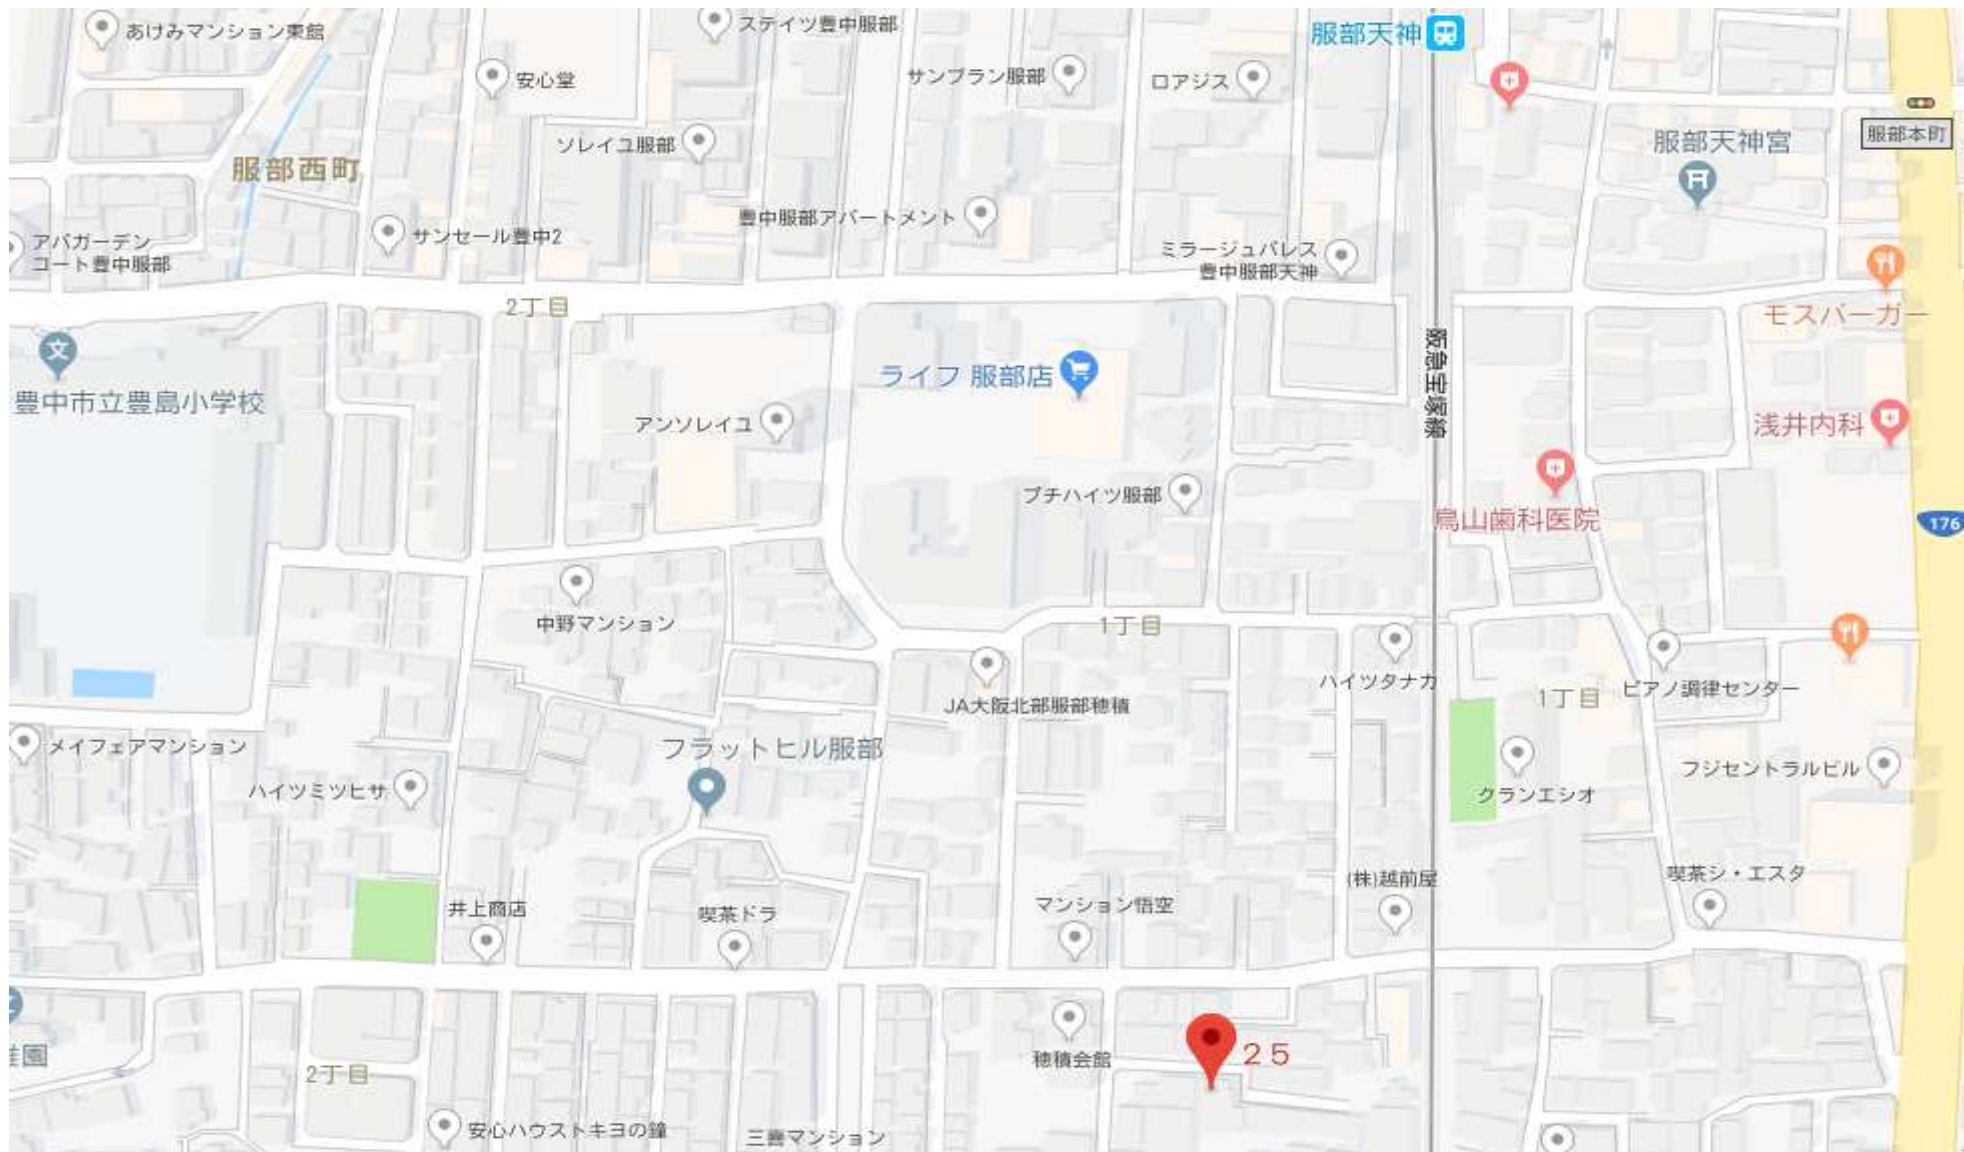 あけみマンション東館
ステイツ豊中服部
服部天神
安心堂
サンプラン服部
ロアジス
服部本町
ソレイユ服部
服部天神宮
服部西町
豊中服部アパートメント
サンセール豊中2
アパガーデン
コート豊中服部
ミラージュパレス
豊中服部天神
2丁目
モスバーガー
阪急宝塚線
ライフ 服部店
豊中市立豊島小学校
アンソレイユ
浅井内科
プチハイツ服部
鳥山歯科医院
176
中野マンション
1丁目
ハイツタナカ
JA大阪北部服部穂積
1丁目
ピアノ調律センター
メイフェアマンション
フラットヒル服部
フジセントラルビル
ハイツミツヒサ
クランエシオ
(株)越前屋
喫茶シ・エスタ
井上商店
喫茶ドラ
マンション悟空
穂積会館
25
園
2丁目
安心ハウストキヨの鐘
三喜マンション